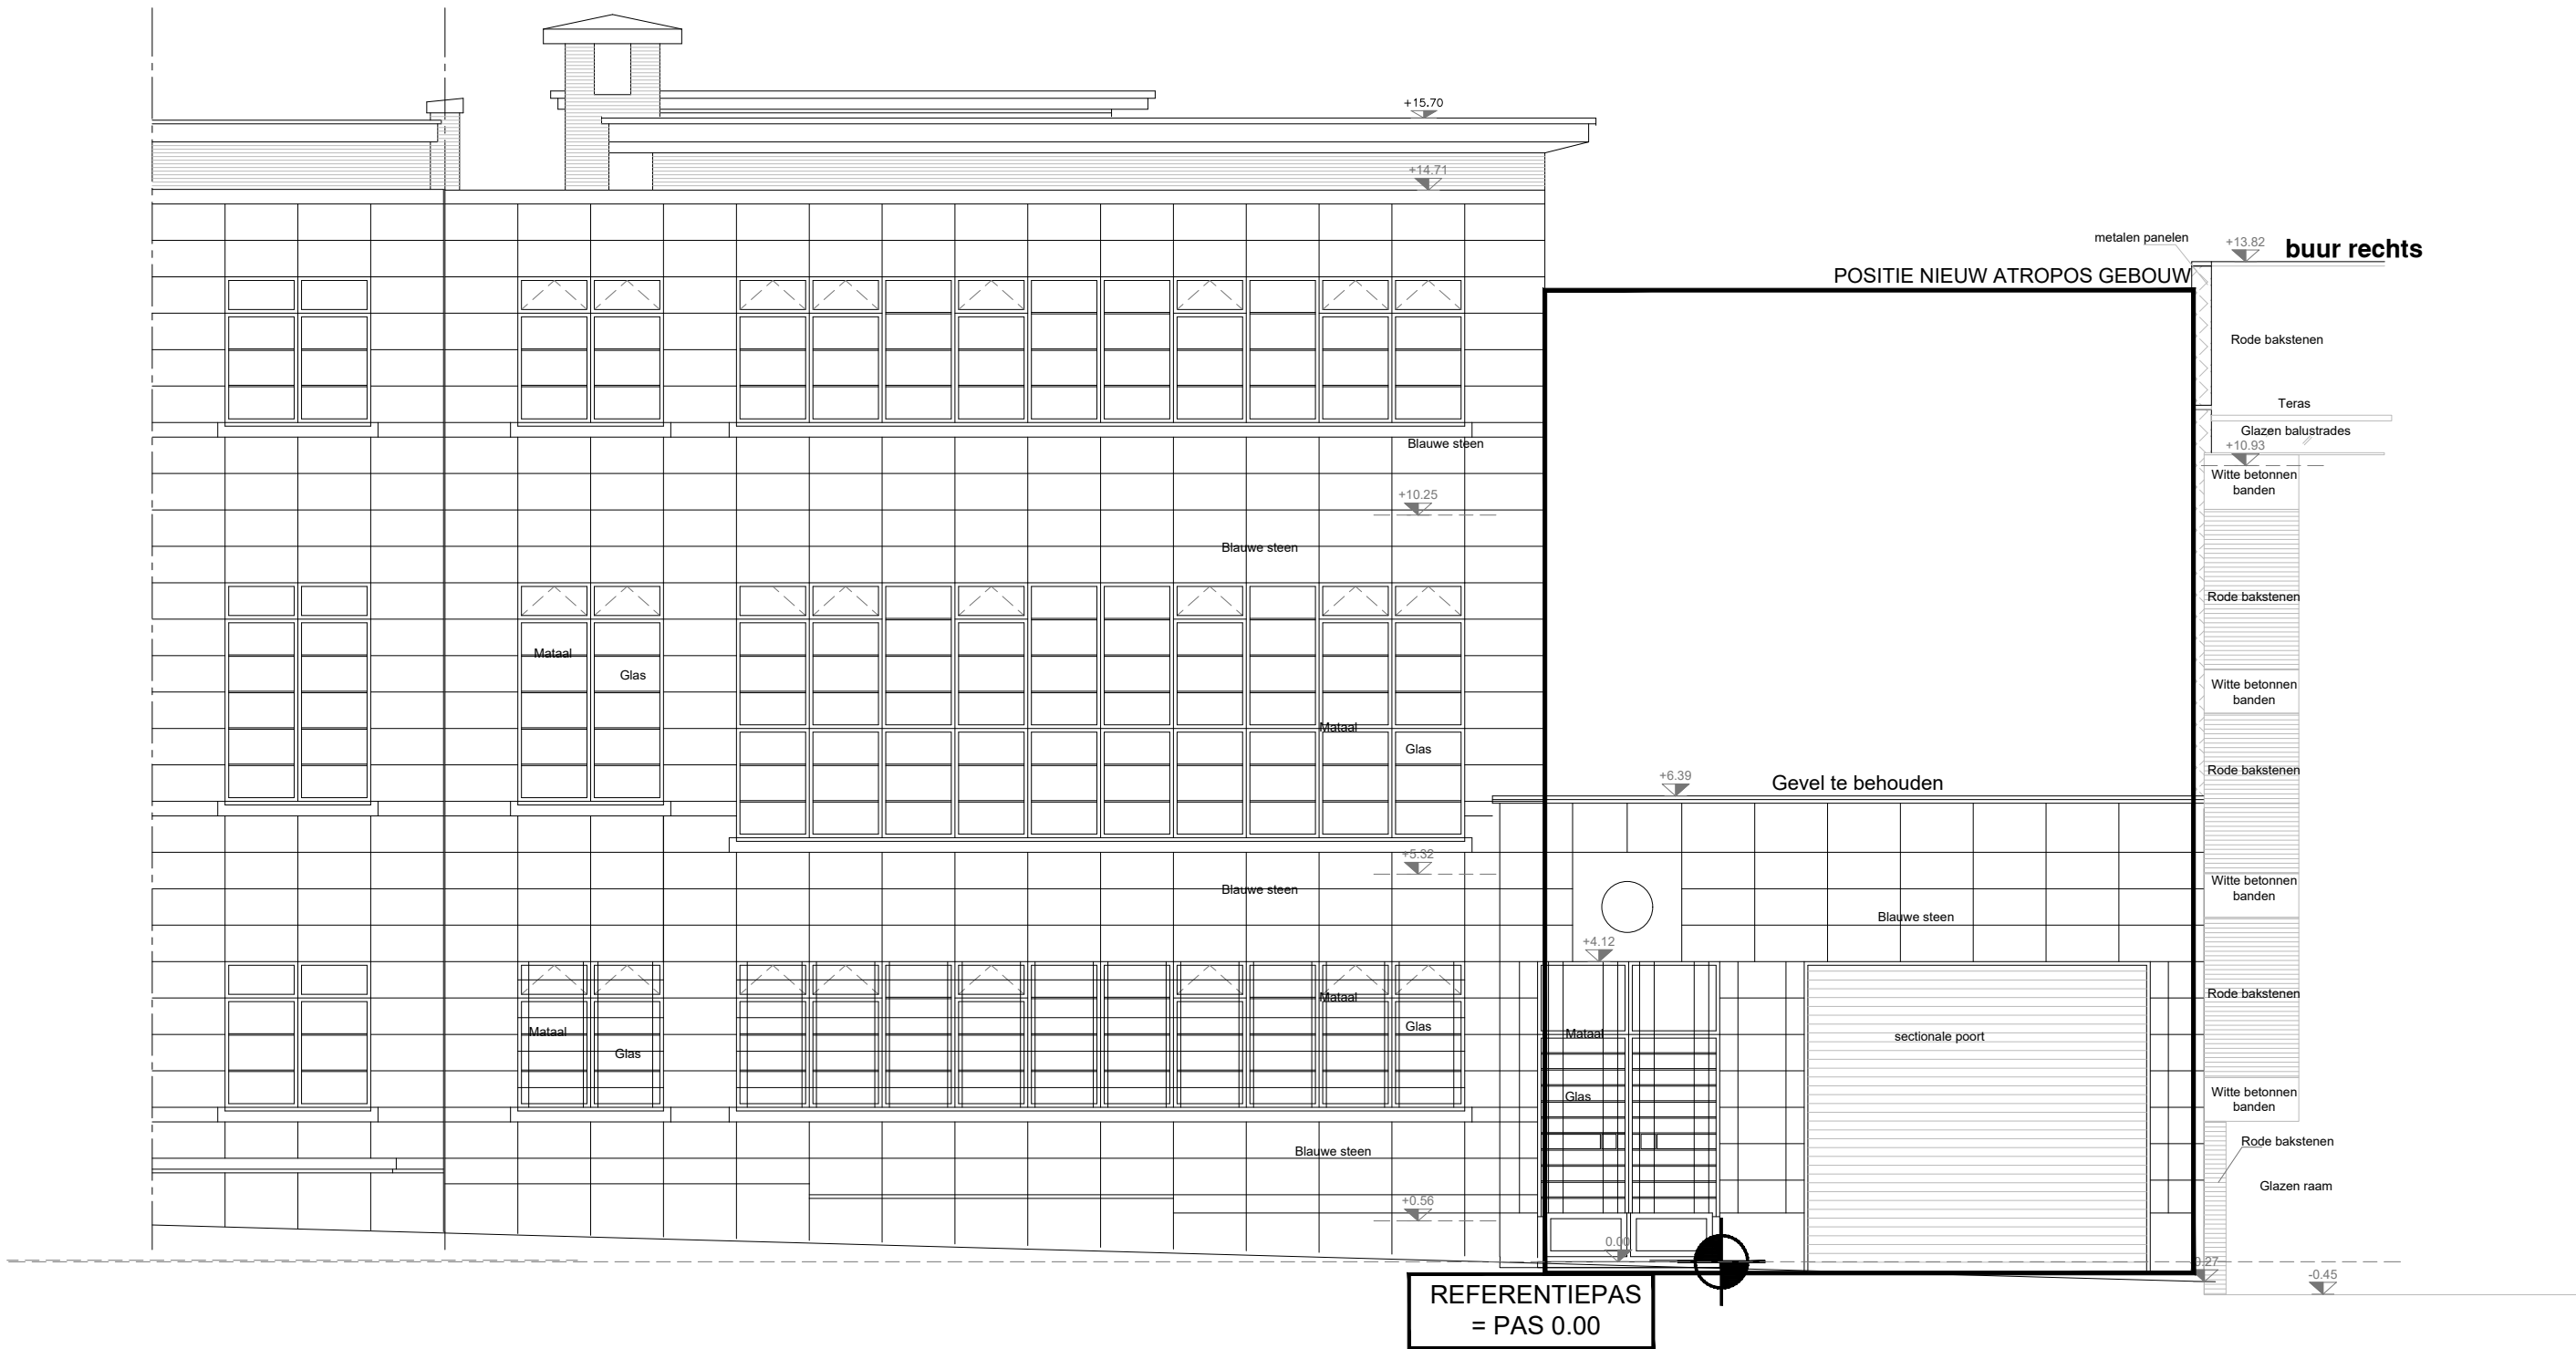 +15.70
+14.71
metalen panelen
+13.82
buur rechts
POSITIE NIEUW ATROPOS GEBOUW
Rode bakstenen
Teras
Glazen balustrades
Blauwe steen
+10.93
Witte betonnen
banden
+10.25
Blauwe steen
Rode bakstenen
Mataal
Glas
Witte betonnen
banden
Mataal
Glas
Rode bakstenen
+6.39
Gevel te behouden
+5.32
Blauwe steen
Witte betonnen
banden
Blauwe steen
+4.12
Mataal
Rode bakstenen
Glas
Mataal
Glas
Mataal
sectionale poort
Glas
Witte betonnen
banden
Blauwe steen
Rode bakstenen
Glazen raam
+0.56
0.00
0.27
-0.45
REFERENTIEPAS
= PAS 0.00